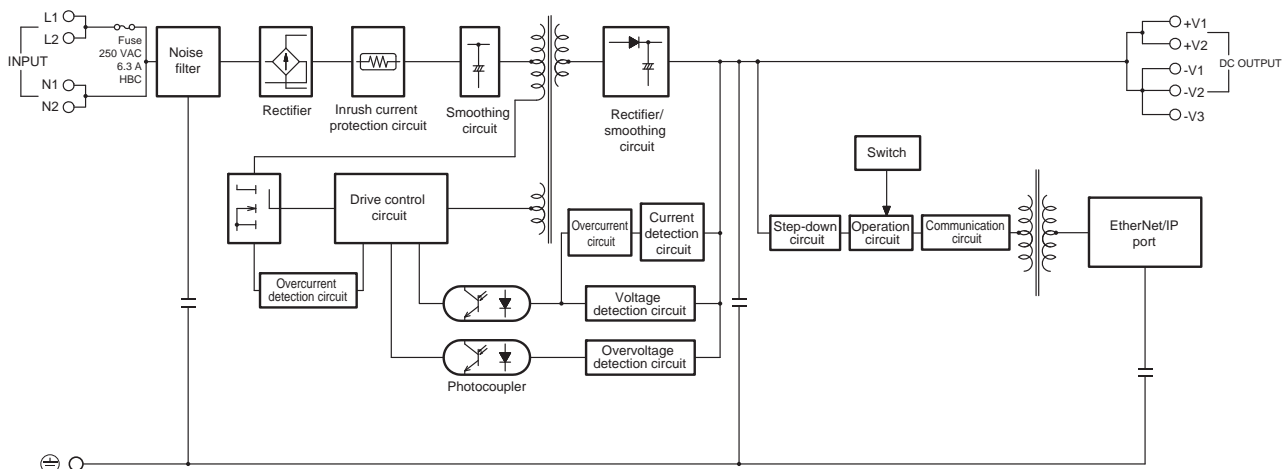 L1
L2
INPUT
N1
N2
Fuse
250 VAC
6.3 A
HBC
Noise
filter
Rectifier
Inrush current
protection circuit
Smoothing
circuit
Rectifier/
smoothing
circuit
+V1
+V2
-V1
-V2
-V3
DC OUTPUT
Switch
Drive control
circuit
Overcurrent
circuit
Current
detection
circuit
Step-down
circuit
Operation
circuit
Communication
circuit
EtherNet/IP
port
Overcurrent
detection circuit
Voltage
detection circuit
Overvoltage
detection circuit
Photocoupler